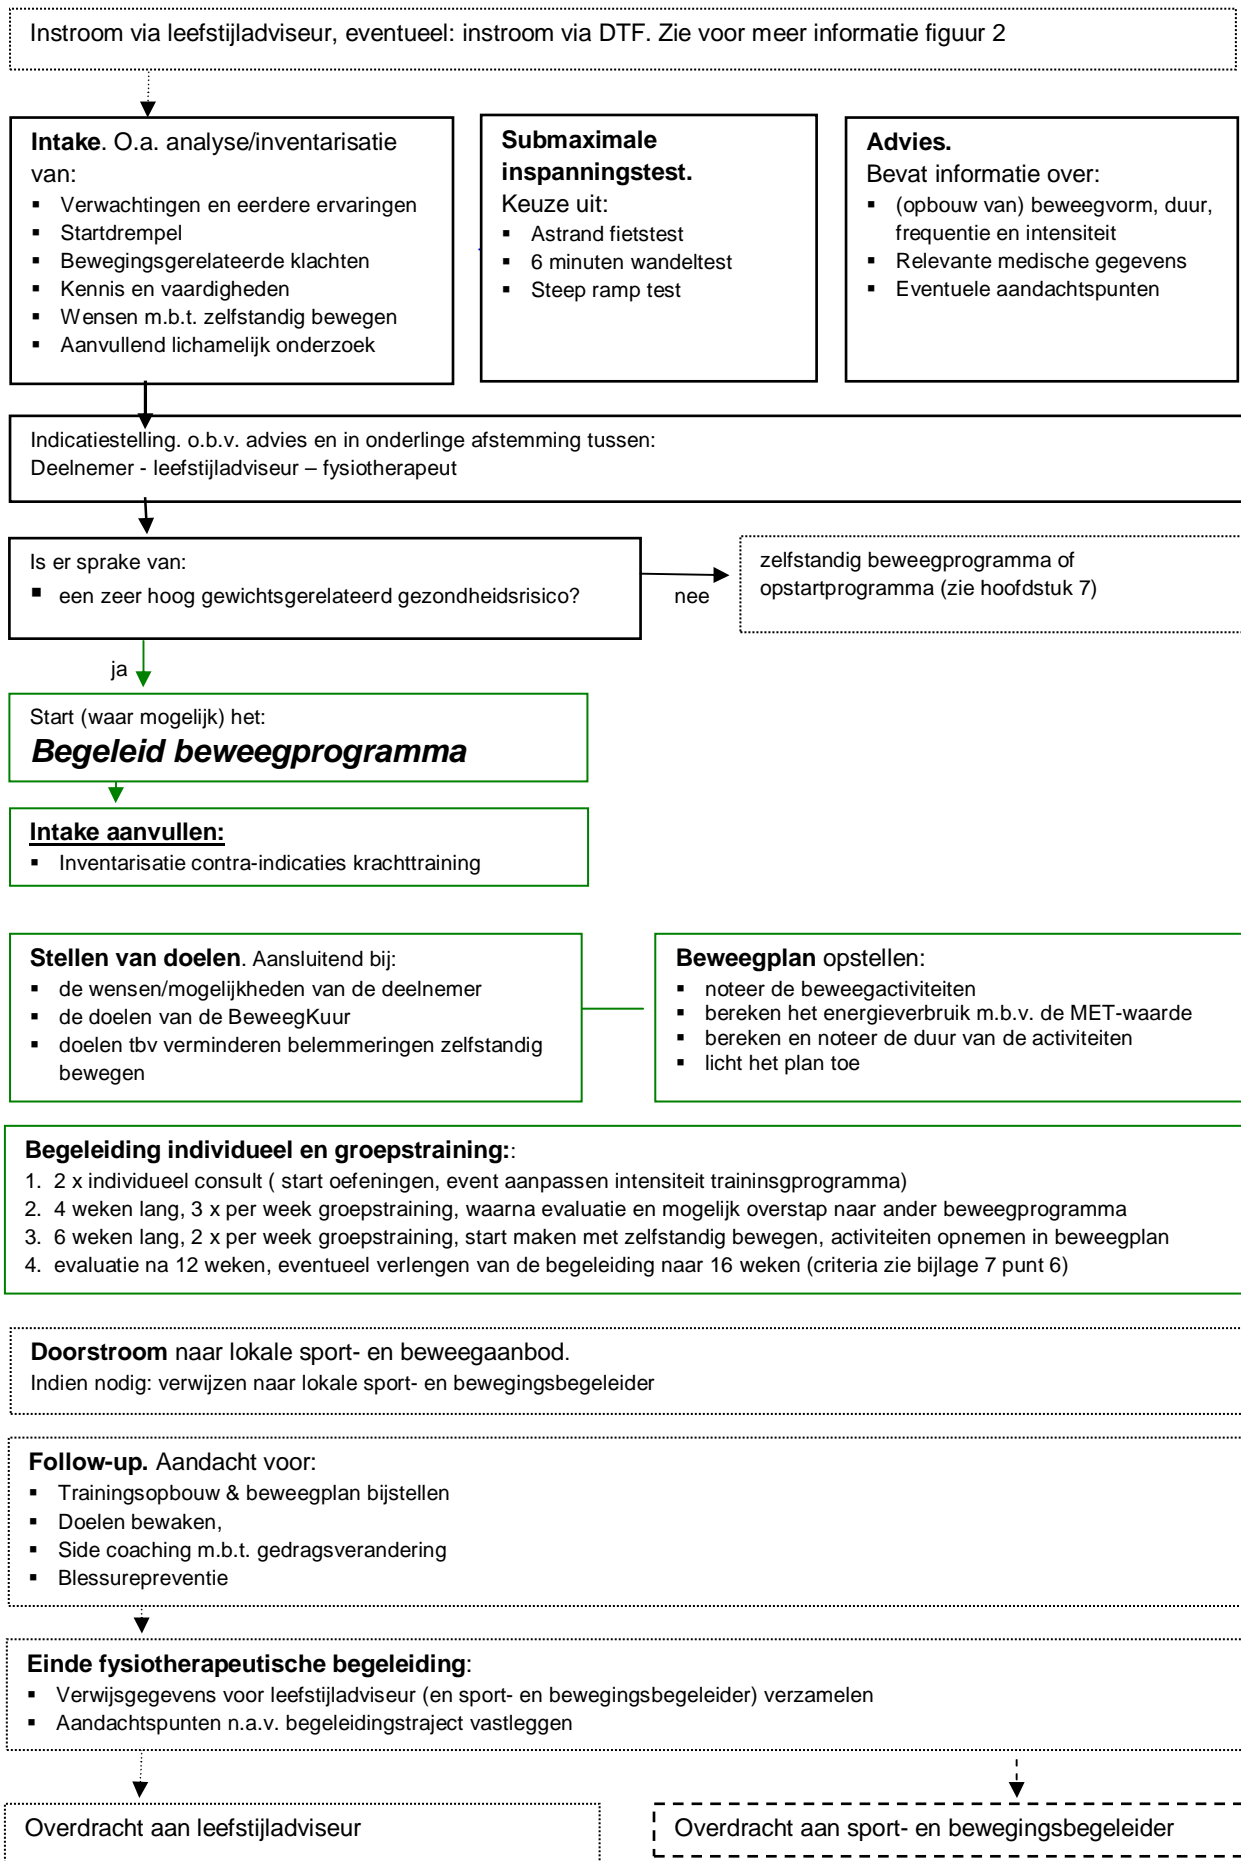 Instroom via leefstijladviseur, eventueel: instroom via DTF. Zie voor meer informatie figuur 2
Intake. O.a. analyse/inventarisatie
van:
▪ Verwachtingen en eerdere ervaringen
▪ Startdrempel
▪ Bewegingsgerelateerde klachten
▪ Kennis en vaardigheden
▪ Wensen m.b.t. zelfstandig bewegen
▪ Aanvullend lichamelijk onderzoek
Submaximale
inspanningstest.
Keuze uit:
▪ Astrand fietstest
▪ 6 minuten wandeltest
▪ Steep ramp test
Advies.
Bevat informatie over:
▪ (opbouw van) beweegvorm, duur,
frequentie en intensiteit
▪ Relevante medische gegevens
▪ Eventuele aandachtspunten
Indicatiestelling. o.b.v. advies en in onderlinge afstemming tussen:
Deelnemer - leefstijladviseur – fysiotherapeut
Is er sprake van:
▪ een zeer hoog gewichtsgerelateerd gezondheidsrisico?
nee
zelfstandig beweegprogramma of
opstartprogramma (zie hoofdstuk 7)
ja
Start (waar mogelijk) het:
Begeleid beweegprogramma
Intake aanvullen:
▪ Inventarisatie contra-indicaties krachttraining
Stellen van doelen. Aansluitend bij:
▪ de wensen/mogelijkheden van de deelnemer
▪ de doelen van de BeweegKuur
▪ doelen tbv verminderen belemmeringen zelfstandig
bewegen
Beweegplan opstellen:
▪ noteer de beweegactiviteiten
▪ bereken het energieverbruik m.b.v. de MET-waarde
▪ bereken en noteer de duur van de activiteiten
▪ licht het plan toe
Begeleiding individueel en groepstraining::
1. 2 x individueel consult ( start oefeningen, event aanpassen intensiteit traininsgprogramma)
2. 4 weken lang, 3 x per week groepstraining, waarna evaluatie en mogelijk overstap naar ander beweegprogramma
3. 6 weken lang, 2 x per week groepstraining, start maken met zelfstandig bewegen, activiteiten opnemen in beweegplan
4. evaluatie na 12 weken, eventueel verlengen van de begeleiding naar 16 weken (criteria zie bijlage 7 punt 6)
Doorstroom naar lokale sport- en beweegaanbod.
Indien nodig: verwijzen naar lokale sport- en bewegingsbegeleider
Follow-up. Aandacht voor:
▪ Trainingsopbouw & beweegplan bijstellen
▪ Doelen bewaken,
▪ Side coaching m.b.t. gedragsverandering
▪ Blessurepreventie
Einde fysiotherapeutische begeleiding:
▪ Verwijsgegevens voor leefstijladviseur (en sport- en bewegingsbegeleider) verzamelen
▪ Aandachtspunten n.a.v. begeleidingstraject vastleggen
Overdracht aan leefstijladviseur
Overdracht aan sport- en bewegingsbegeleider